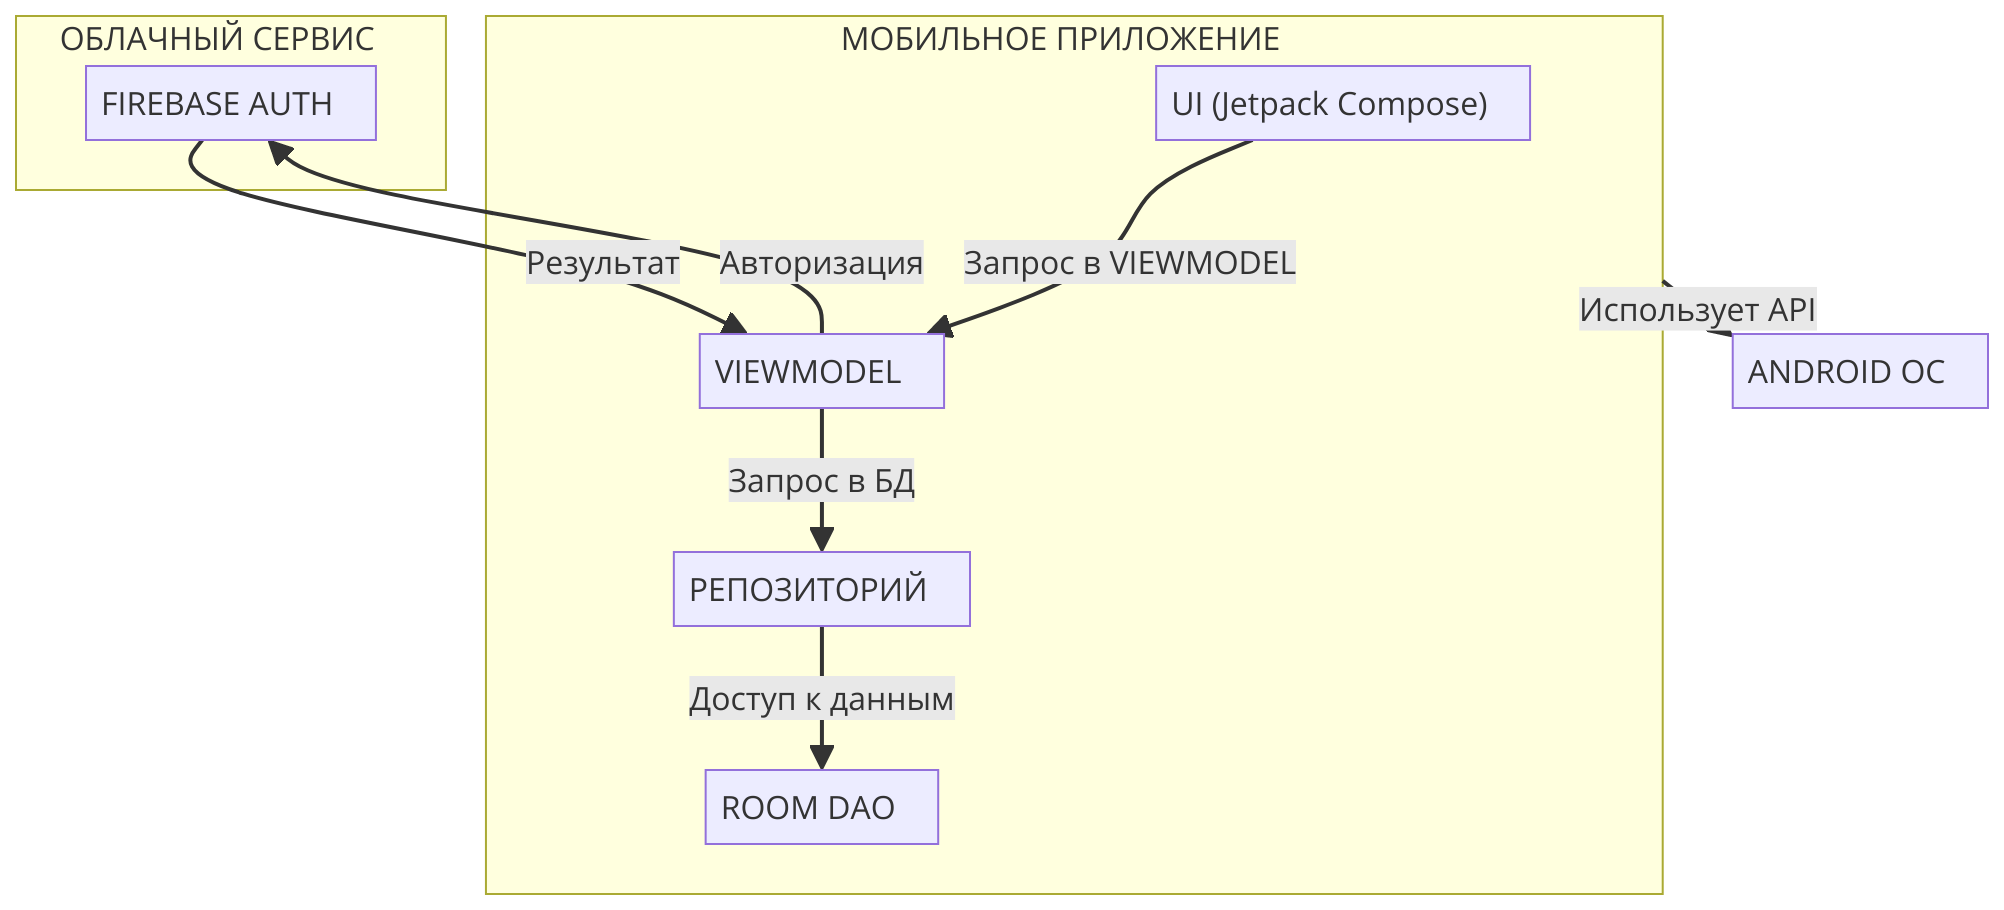 ОБЛАЧНЫЙ СЕРВИС
МОБИЛЬНОЕ ПРИЛОЖЕНИЕ
FIREBASE AUTH
UI (Jetpack Compose)
Результат
Авторизация
Запрос в VIEWMODEL
Использует API
VIEWMODEL
ANDROID ОС
Запрос в БД
РЕПОЗИТОРИЙ
Доступ к данным
ROOM DAO